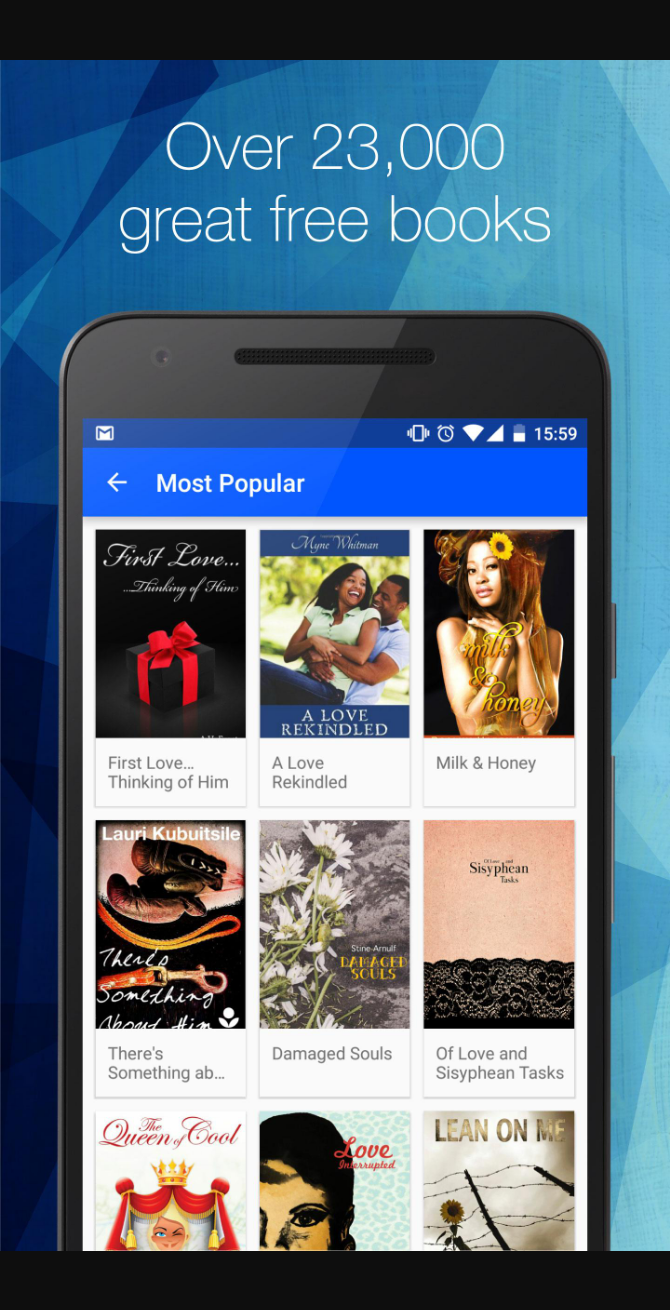 Over 23,000
great free books
15:59
Most Popular
First Love...
...Thinking of Him
Myne Whitman
A LOVE
REKINDLED
milk
&
honey
First Love…
Thinking of Him
A Love
Rekindled
Milk & Honey
Lauri Kubuitsile
There's
Something
About Him
Stine Arnulf
DAMAGED
SOULS
Of Love and
Sisyphean
Tasks
There's
Something ab…
Damaged Souls
Of Love and
Sisyphean Tasks
The
Queen of Cool
Love
Interrupted
LEAN ON ME